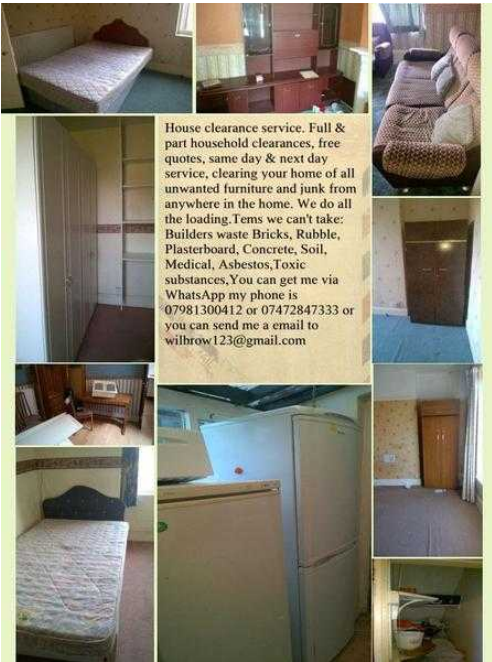 House clearance service. Full &
part household clearances, free
quotes, same day & next day
service, clearing your home of all
unwanted furniture and junk from
anywhere in the home. We do all
the loading.Tems we can't take:
Builders waste Bricks, Rubble,
Plasterboard, Concrete, Soil,
Medical, Asbestos,Toxic
substances,You can get me via
WhatsApp my phone is
07981300412 or 07472847333 or
you can send me a email to
wilbrow123@gmail.com